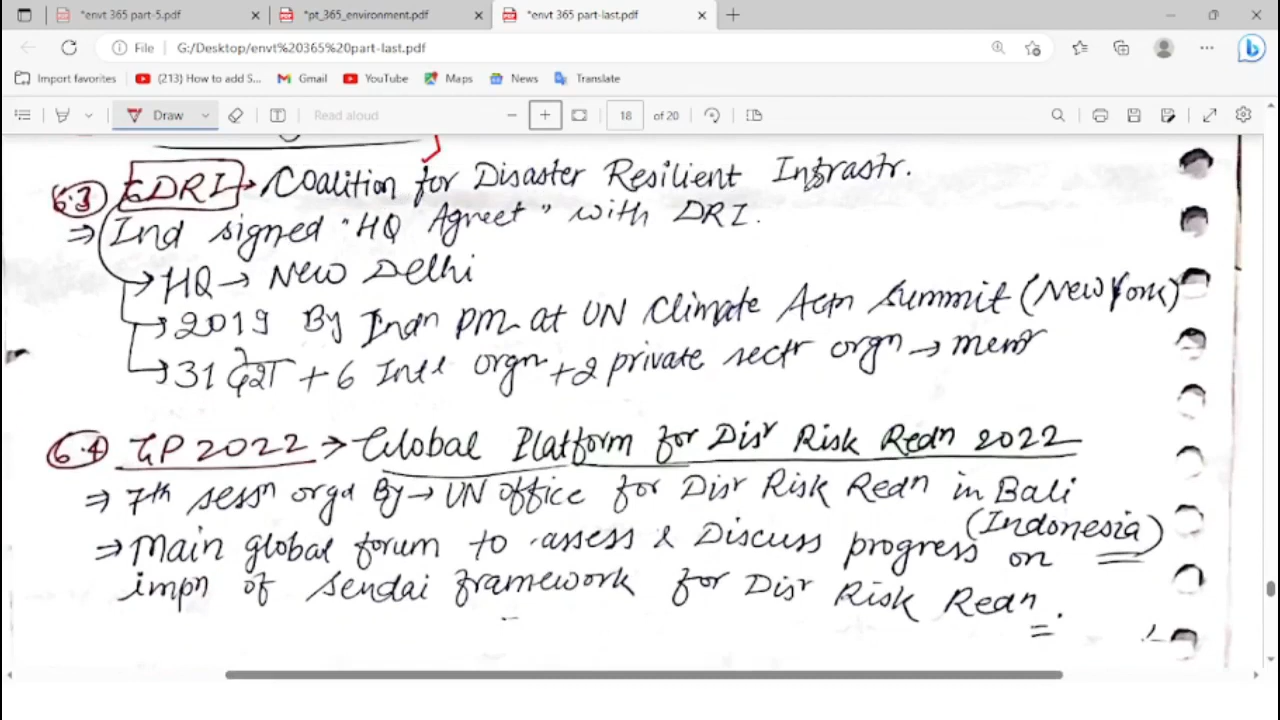 *envt 365 part-5.pdf
*pt_365_environment.pdf
*envt 365 part-last.pdf
File G:/Desktop/envt%20365%20part-last.pdf
Import favorites
(213) How to add S...
Gmail
YouTube
Maps
News
Translate
Draw
Read aloud
18 of 20
6.3 CDRI → Coalition for Disaster Resilient Infrastr.
⇒ Ind signed "HQ Agreet" with DRI.
→ HQ → New Delhi
→ 2019 By Indn PM at UN Climate Actn Summit (New York)
→ 31 देश + 6 Intl orgn + 2 private sectr orgn → memr
6.4 GP 2022 → Global Platform for Disr Risk Redn 2022
⇒ 7th sessn orgd By → UN office for Disr Risk Redn in Bali
(Indonesia)
⇒ Main global forum to assess & Discuss progress on
impn of Sendai framework for Disr Risk Redn.